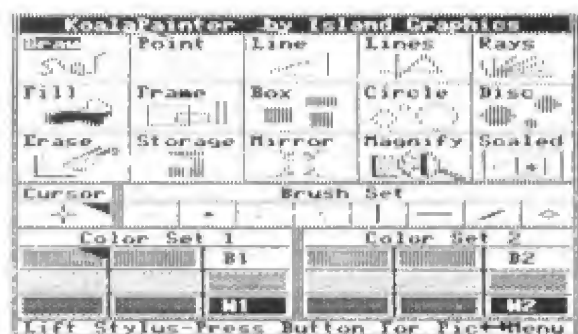 KoalaPainter by Island Graphics
Draw Point Line Lines Rays
Fill Frame Box Circle Disc
Erase Storage Mirror Magnify Scaled
Cursor Brush Set
Color Set 1 Color Set 2
B1 B2
W1 W2
Lift Stylus-Press Button for Pic↔Menu